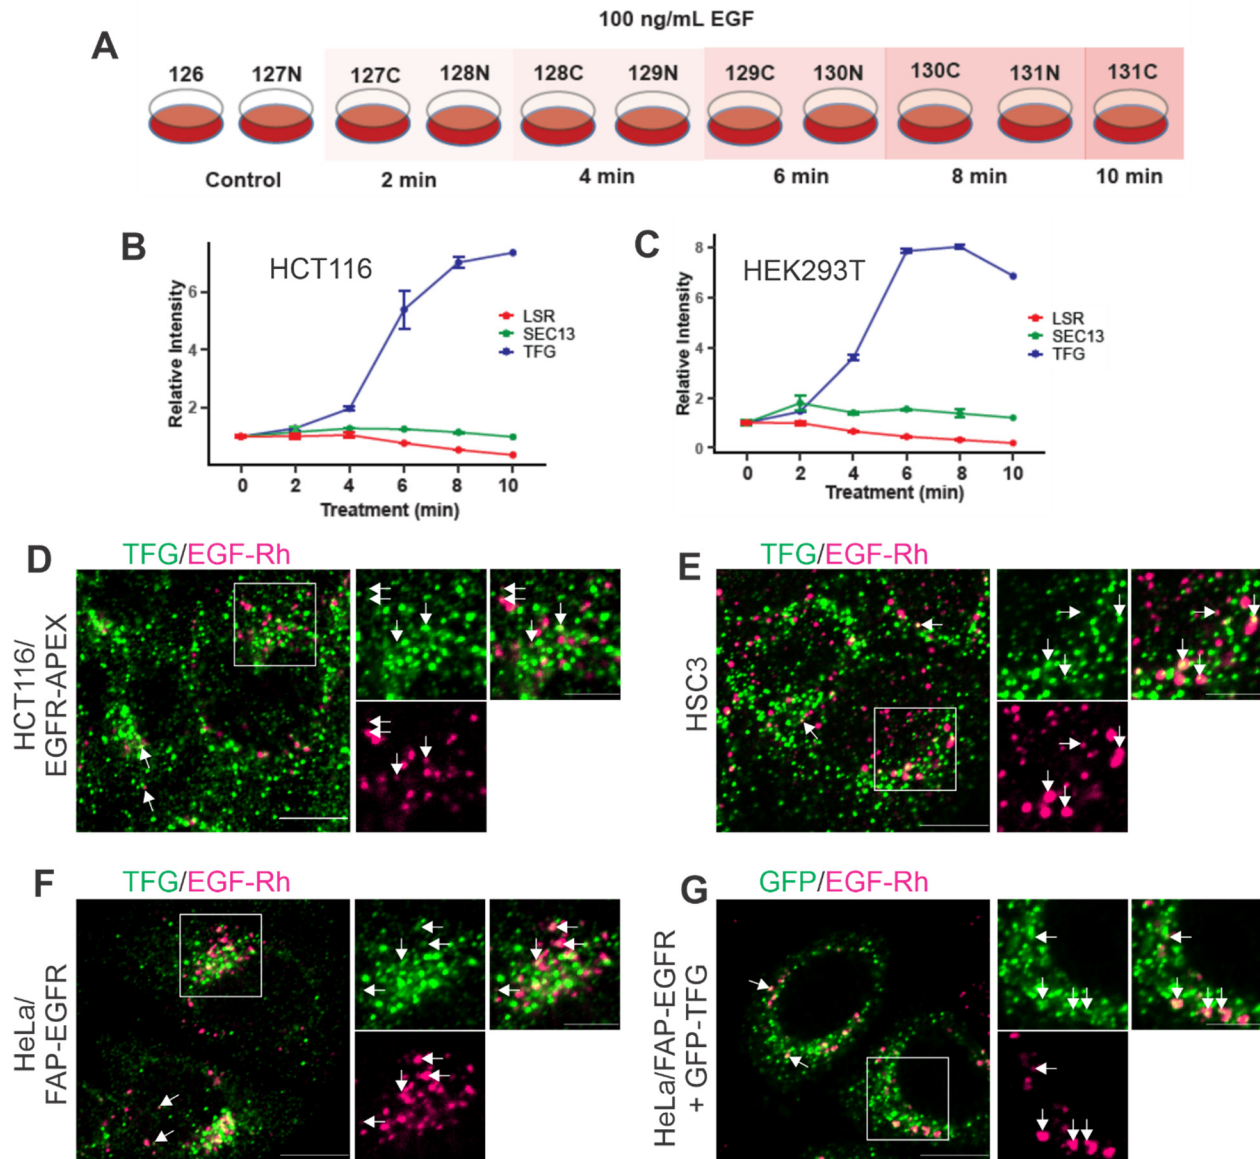 100 ng/mL EGF
A
126 127N 127C 128N 128C 129N 129C 130N 130C 131N 131C
Control 2 min 4 min 6 min 8 min 10 min
B
HCT116
Relative Intensity
6
4
2
LSR
SEC13
TFG
0 2 4 6 8 10
Treatment (min)
C
HEK293T
Relative Intensity
8
6
4
2
0
LSR
SEC13
TFG
0 2 4 6 8 10
Treatment (min)
D
TFG/EGF-Rh
HCT116/
EGFR-APEX
E
TFG/EGF-Rh
HSC3
F
TFG/EGF-Rh
HeLa/
FAP-EGFR
G
GFP/EGF-Rh
HeLa/FAP-EGFR
+ GFP-TFG